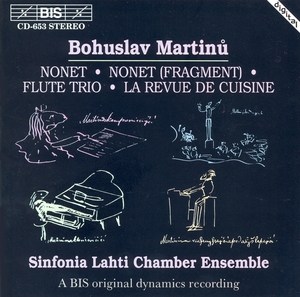 BIS
CD-653 STEREO
digital
Bohuslav Martinů
NONET • NONET (FRAGMENT) •
FLUTE TRIO • LA REVUE DE CUISINE
Sinfonia Lahti Chamber Ensemble
A BIS original dynamics recording